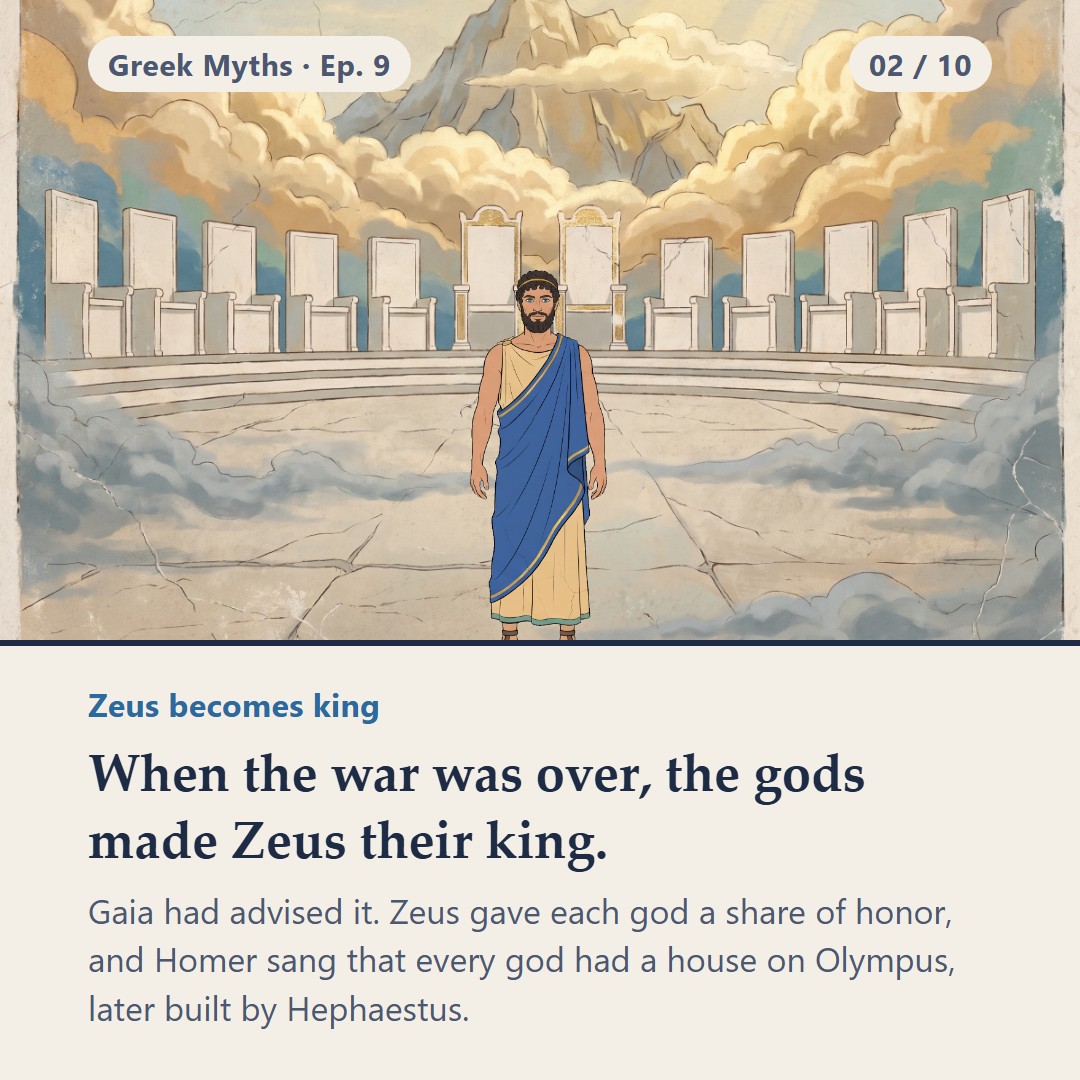 Greek Myths · Ep. 9
02 / 10
Zeus becomes king
When the war was over, the gods
made Zeus their king.
Gaia had advised it. Zeus gave each god a share of honor,
and Homer sang that every god had a house on Olympus,
later built by Hephaestus.